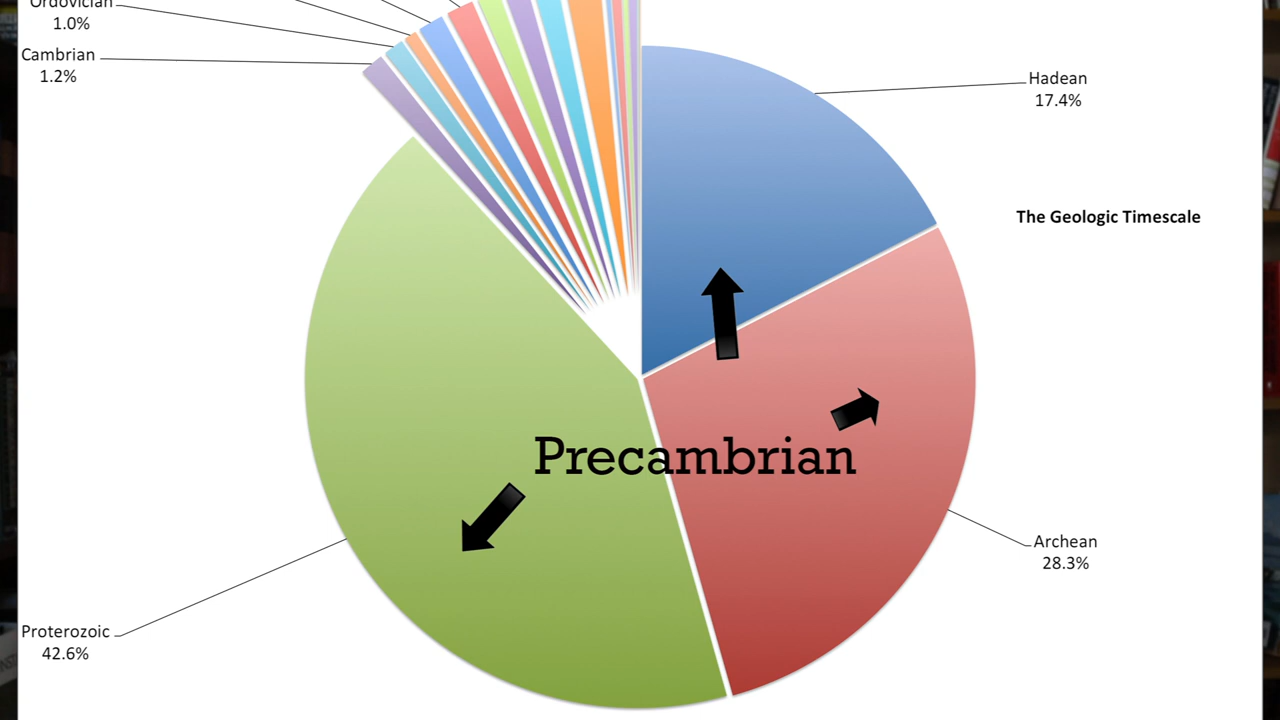 Ordovician
1.0%
Cambrian
1.2%
Hadean
17.4%
The Geologic Timescale
Precambrian
Archean
28.3%
Proterozoic
42.6%